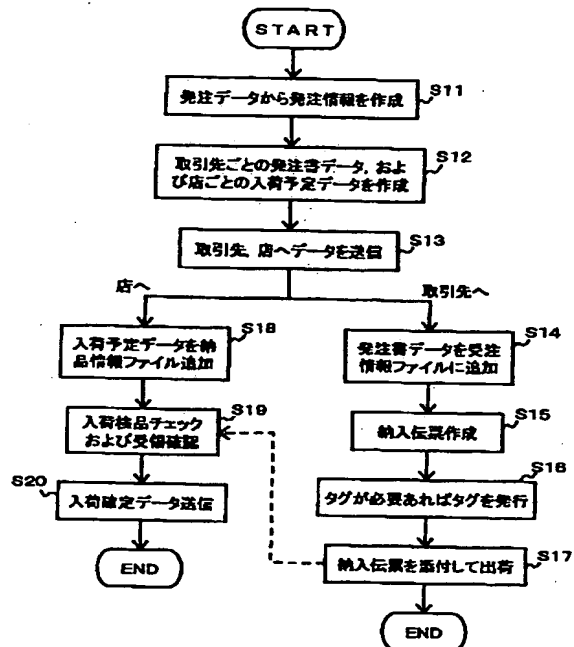 START
S11
発注データから発注情報を作成
S12
取引先ごとの発注書データ, およ
び店ごとの入荷予定データを作成
S13
取引先, 店へデータを送信
店へ
取引先へ
S18
入荷予定データを納
品情報ファイル追加
S14
発注書データを受注
情報ファイルに追加
S19
入荷検品チェック
および受領確認
S15
納入伝票作成
S20
入荷確定データ送信
S16
タグが必要あればタグを発行
END
S17
納入伝票を添付して出荷
END